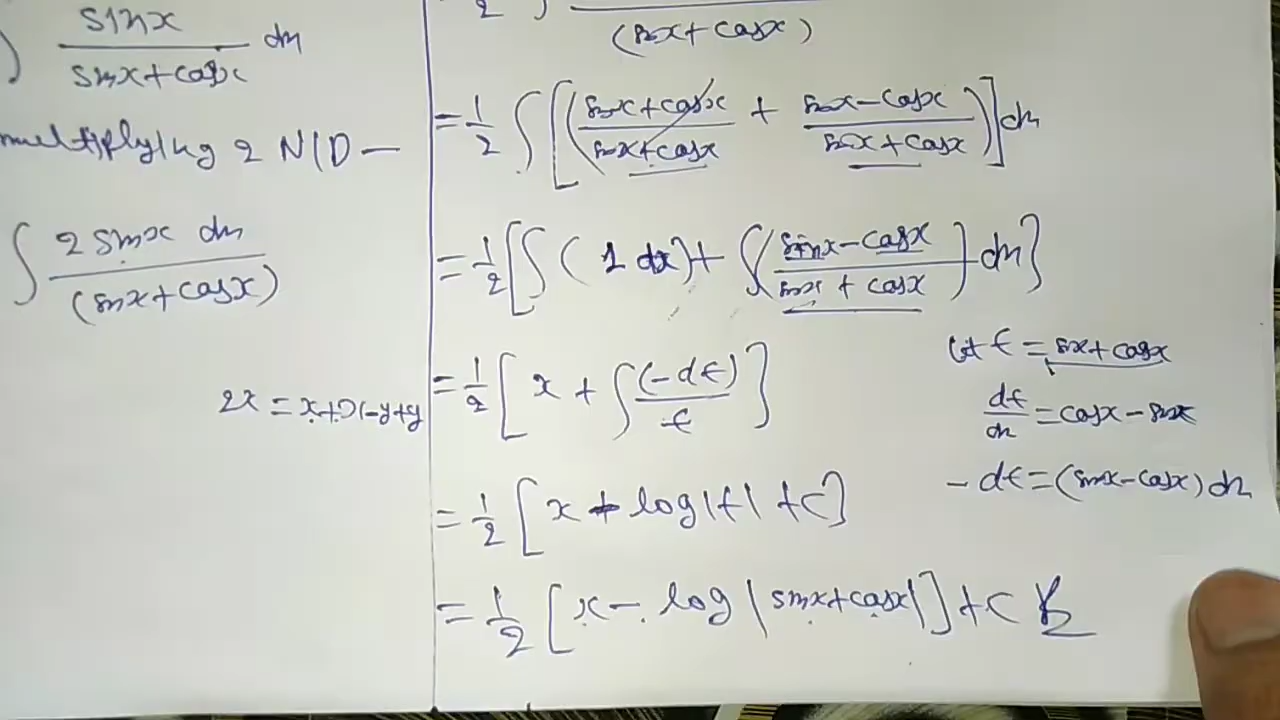 ∫ sinx / (sinx+cosx) dx
multiplying 2 N/D —
∫ 2 sinx dx / (sinx+cosx)
2x = x+x+y-y
2 ∫ / (sinx+cosx)
= 1/2 ∫ [( (sinx+cosx)/(sinx+cosx) + (sinx-cosx)/(sinx+cosx) )] dx
= 1/2 [ ∫ (1 dx) + ∫ ( (sinx-cosx)/(sinx+cosx) ) dx }
= 1/2 [ x + ∫ (-dt)/t ]
= 1/2 [ x - log|t| + c ]
= 1/2 [ x - log |sinx+cosx| ] + c
let t = sinx+cosx
dt/dx = cosx - sinx
- dt = (sinx-cosx) dx